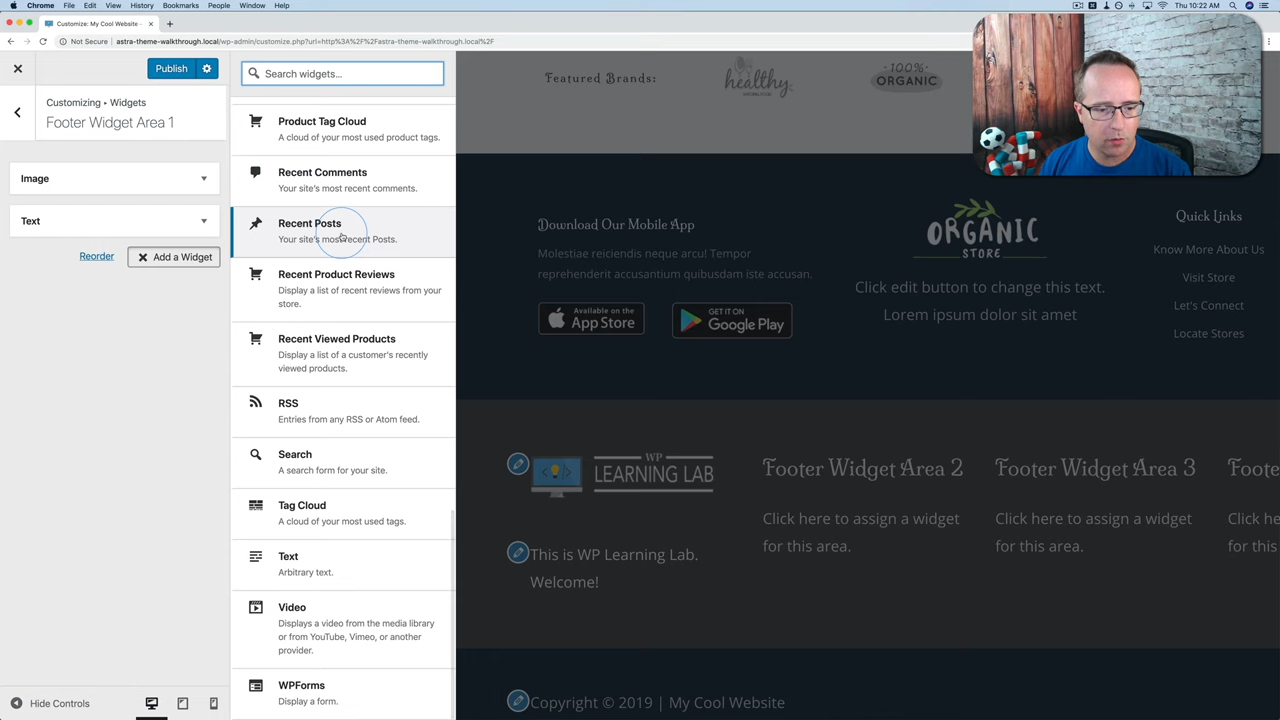 Chrome File Edit View History Bookmarks People Window Help
Thu 10:22 AM
Customize: My Cool Website -
Not Secure astra-theme-walkthrough.local/wp-admin/customize.php?url=http%3A%2F%2Fastra-theme-walkthrough.local%2F
Publish
Customizing ▸ Widgets
Footer Widget Area 1
Image
Text
Reorder
Add a Widget
Hide Controls
Search widgets...
Product Tag Cloud
A cloud of your most used product tags.
Recent Comments
Your site's most recent comments.
Recent Posts
Your site's most recent Posts.
Recent Product Reviews
Display a list of recent reviews from your
store.
Recent Viewed Products
Display a list of a customer's recently
viewed products.
RSS
Entries from any RSS or Atom feed.
Search
A search form for your site.
Tag Cloud
A cloud of your most used tags.
Text
Arbitrary text.
Video
Displays a video from the media library
or from YouTube, Vimeo, or another
provider.
WPForms
Display a form.
Featured Brands:
healthy
100%
ORGANIC
Download Our Mobile App
Molestiae reiciendis neque arcu! Tempor
reprehenderit accusantium quibusdam iste accusan.
Available on the
App Store
GET IT ON
Google Play
ORGANIC
STORE
Click edit button to change this text.
Lorem ipsum dolor sit amet
Quick Links
Know More About Us
Visit Store
Let's Connect
Locate Stores
WP
LEARNING LAB
This is WP Learning Lab.
Welcome!
Footer Widget Area 2
Click here to assign a widget
for this area.
Footer Widget Area 3
Click here to assign a widget
for this area.
Foote
Click he
for this
Copyright © 2019 | My Cool Website